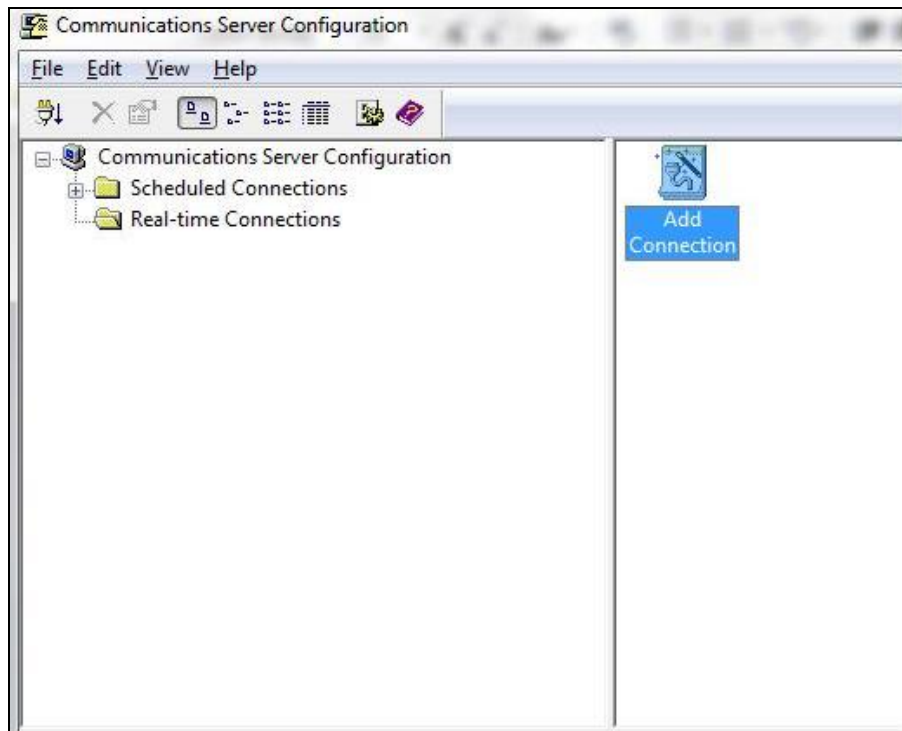 Communications Server Configuration
File Edit View Help
Communications Server Configuration
Scheduled Connections
Real-time Connections
Add
Connection